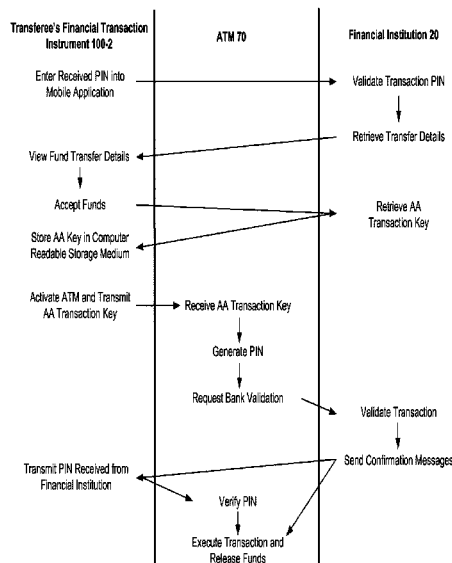 Transferee's Financial Transaction
Instrument 100-2
ATM 70
Financial Institution 20
Enter Received PIN into
Mobile Application
Validate Transaction PIN
Retrieve Transfer Details
View Fund Transfer Details
Accept Funds
Retrieve AA
Transaction Key
Store AA Key in Computer
Readable Storage Medium
Activate ATM and Transmit
AA Transaction Key
Receive AA Transaction Key
Generate PIN
Request Bank Validation
Validate Transaction
Send Confirmation Messages
Transmit PIN Received from
Financial Institution
Verify PIN
Execute Transaction and
Release Funds